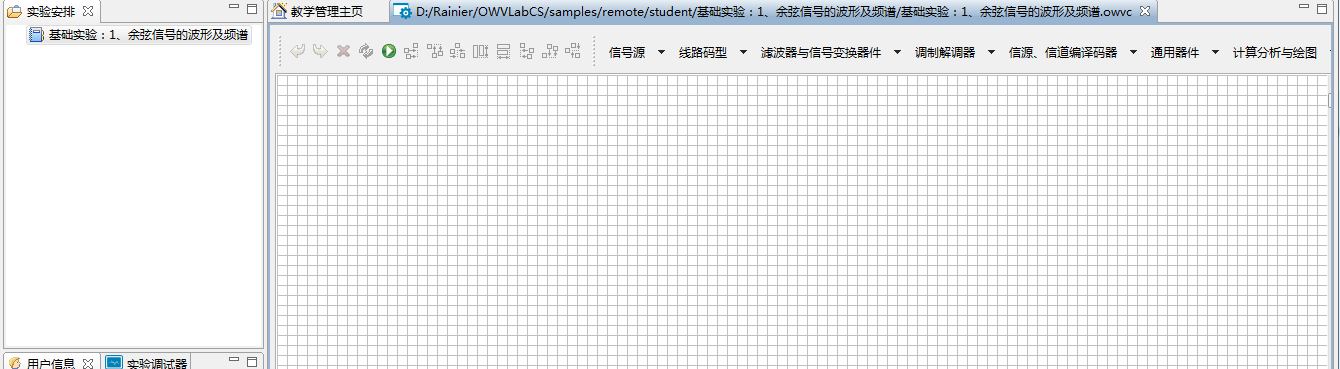 实验安排
基础实验：1、余弦信号的波形及频谱
教学管理主页
D:/Rainier/OWVLabCS/samples/remote/student/基础实验：1、余弦信号的波形及频谱/基础实验：1、余弦信号的波形及频谱.owvc
信号源 线路码型 滤波器与信号变换器件 调制解调器 信源、信道编译码器 通用器件 计算分析与绘图
用户信息 实验调试器